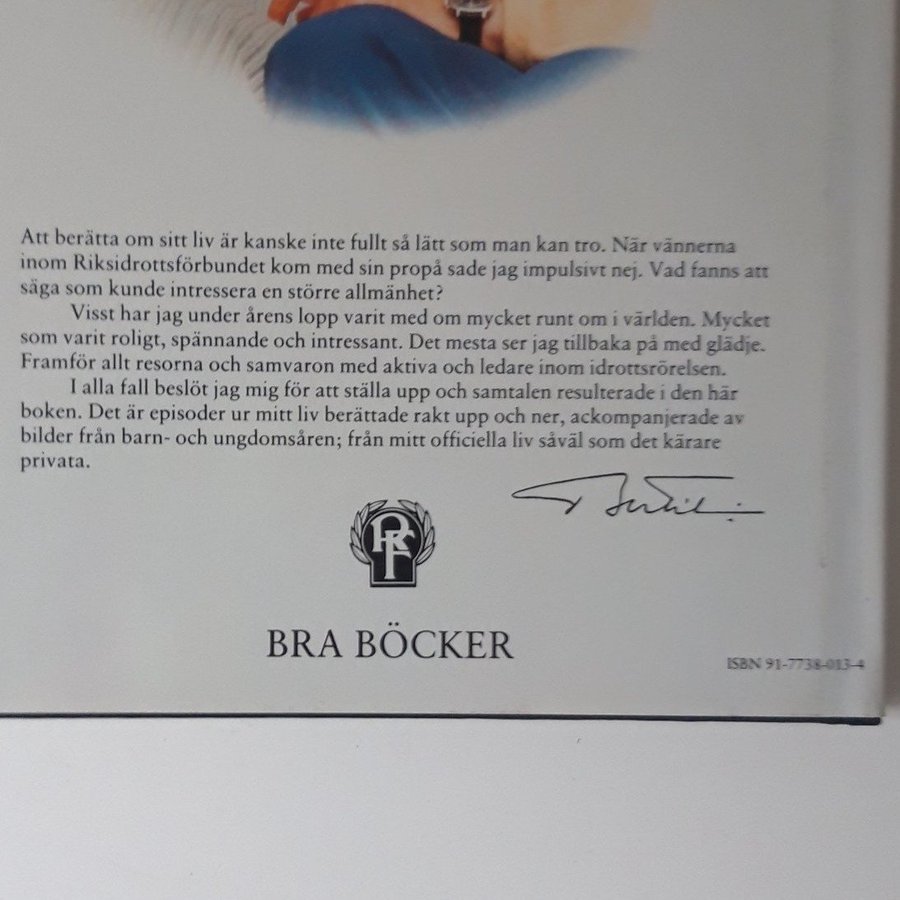 Att berätta om sitt liv är kanske inte fullt så lätt som man kan tro. När vännerna
inom Riksidrottsförbundet kom med sin propå sade jag impulsivt nej. Vad fanns att
säga som kunde intressera en större allmänhet?
Visst har jag under årens lopp varit med om mycket runt om i världen. Mycket
som varit roligt, spännande och intressant. Det mesta ser jag tillbaka på med glädje.
Framför allt resorna och samvaron med aktiva och ledare inom idrottsrörelsen.
I alla fall beslöt jag mig för att ställa upp och samtalen resulterade i den här
boken. Det är episoder ur mitt liv berättade rakt upp och ner, ackompanjerade av
bilder från barn- och ungdomsåren; från mitt officiella liv såväl som det kärare
privata.
Bertil
RF
BRA BÖCKER
ISBN 91-7738-013-4